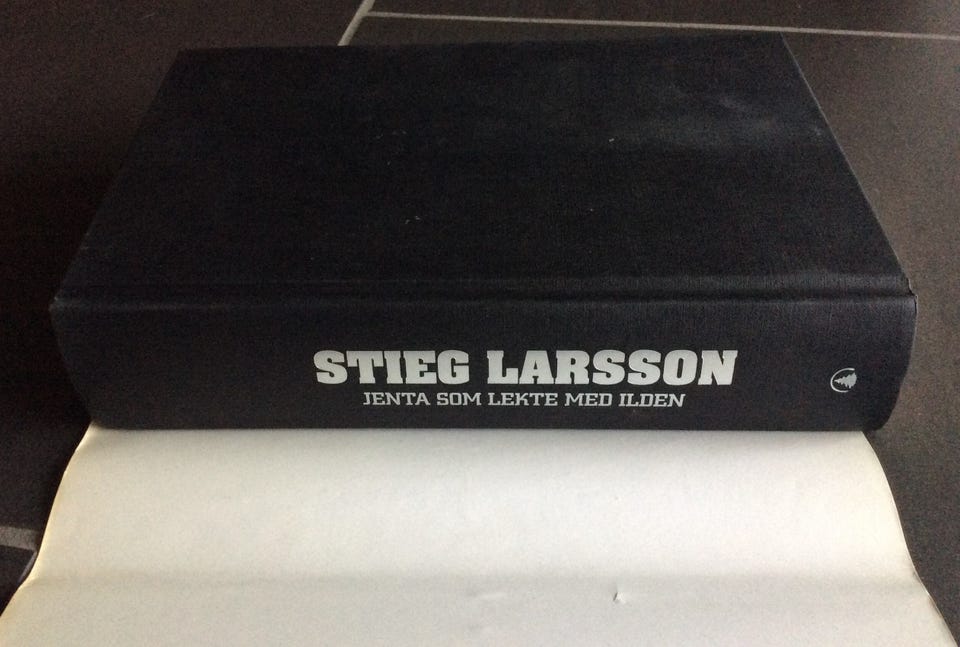 STIEG LARSSON
JENTA SOM LEKTE MED ILDEN